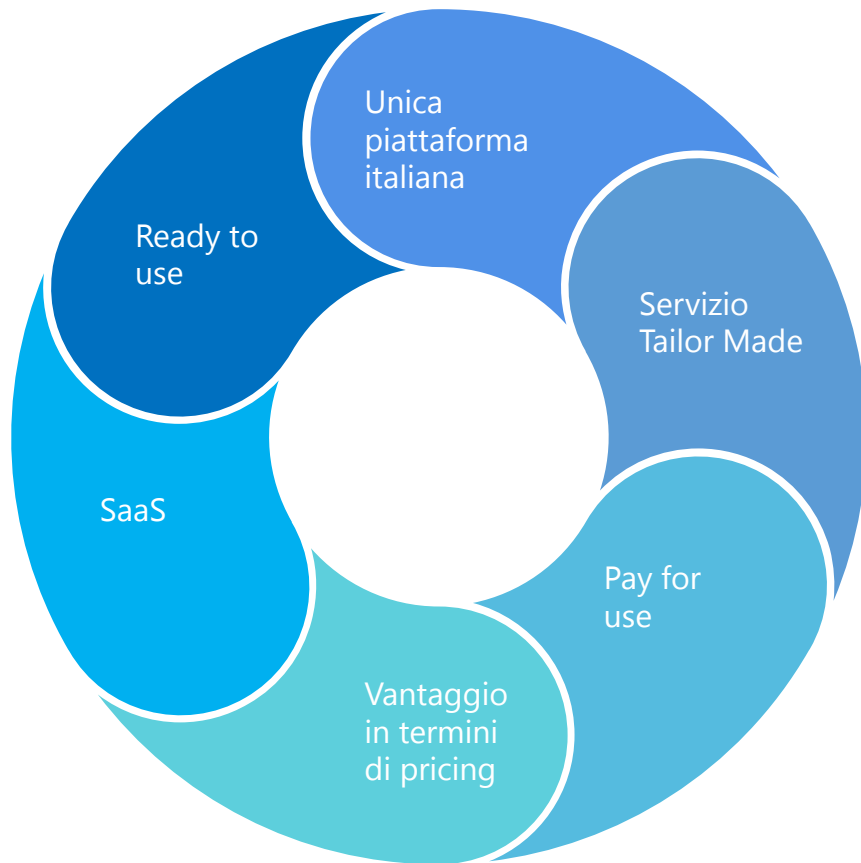 Unica
piattaforma
italiana
Servizio
Tailor Made
Pay for
use
Vantaggio
in termini
di pricing
SaaS
Ready to
use